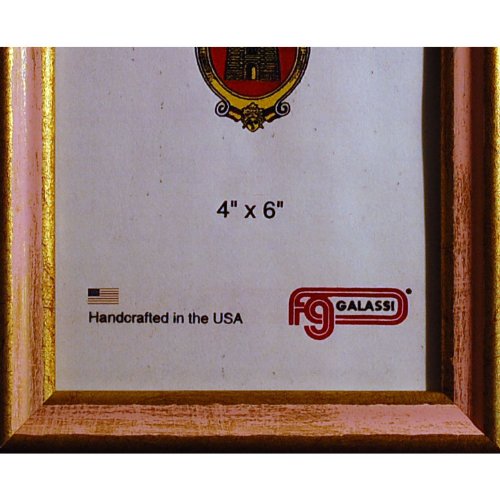 4" x 6"
Handcrafted in the USA
fg GALASSI®